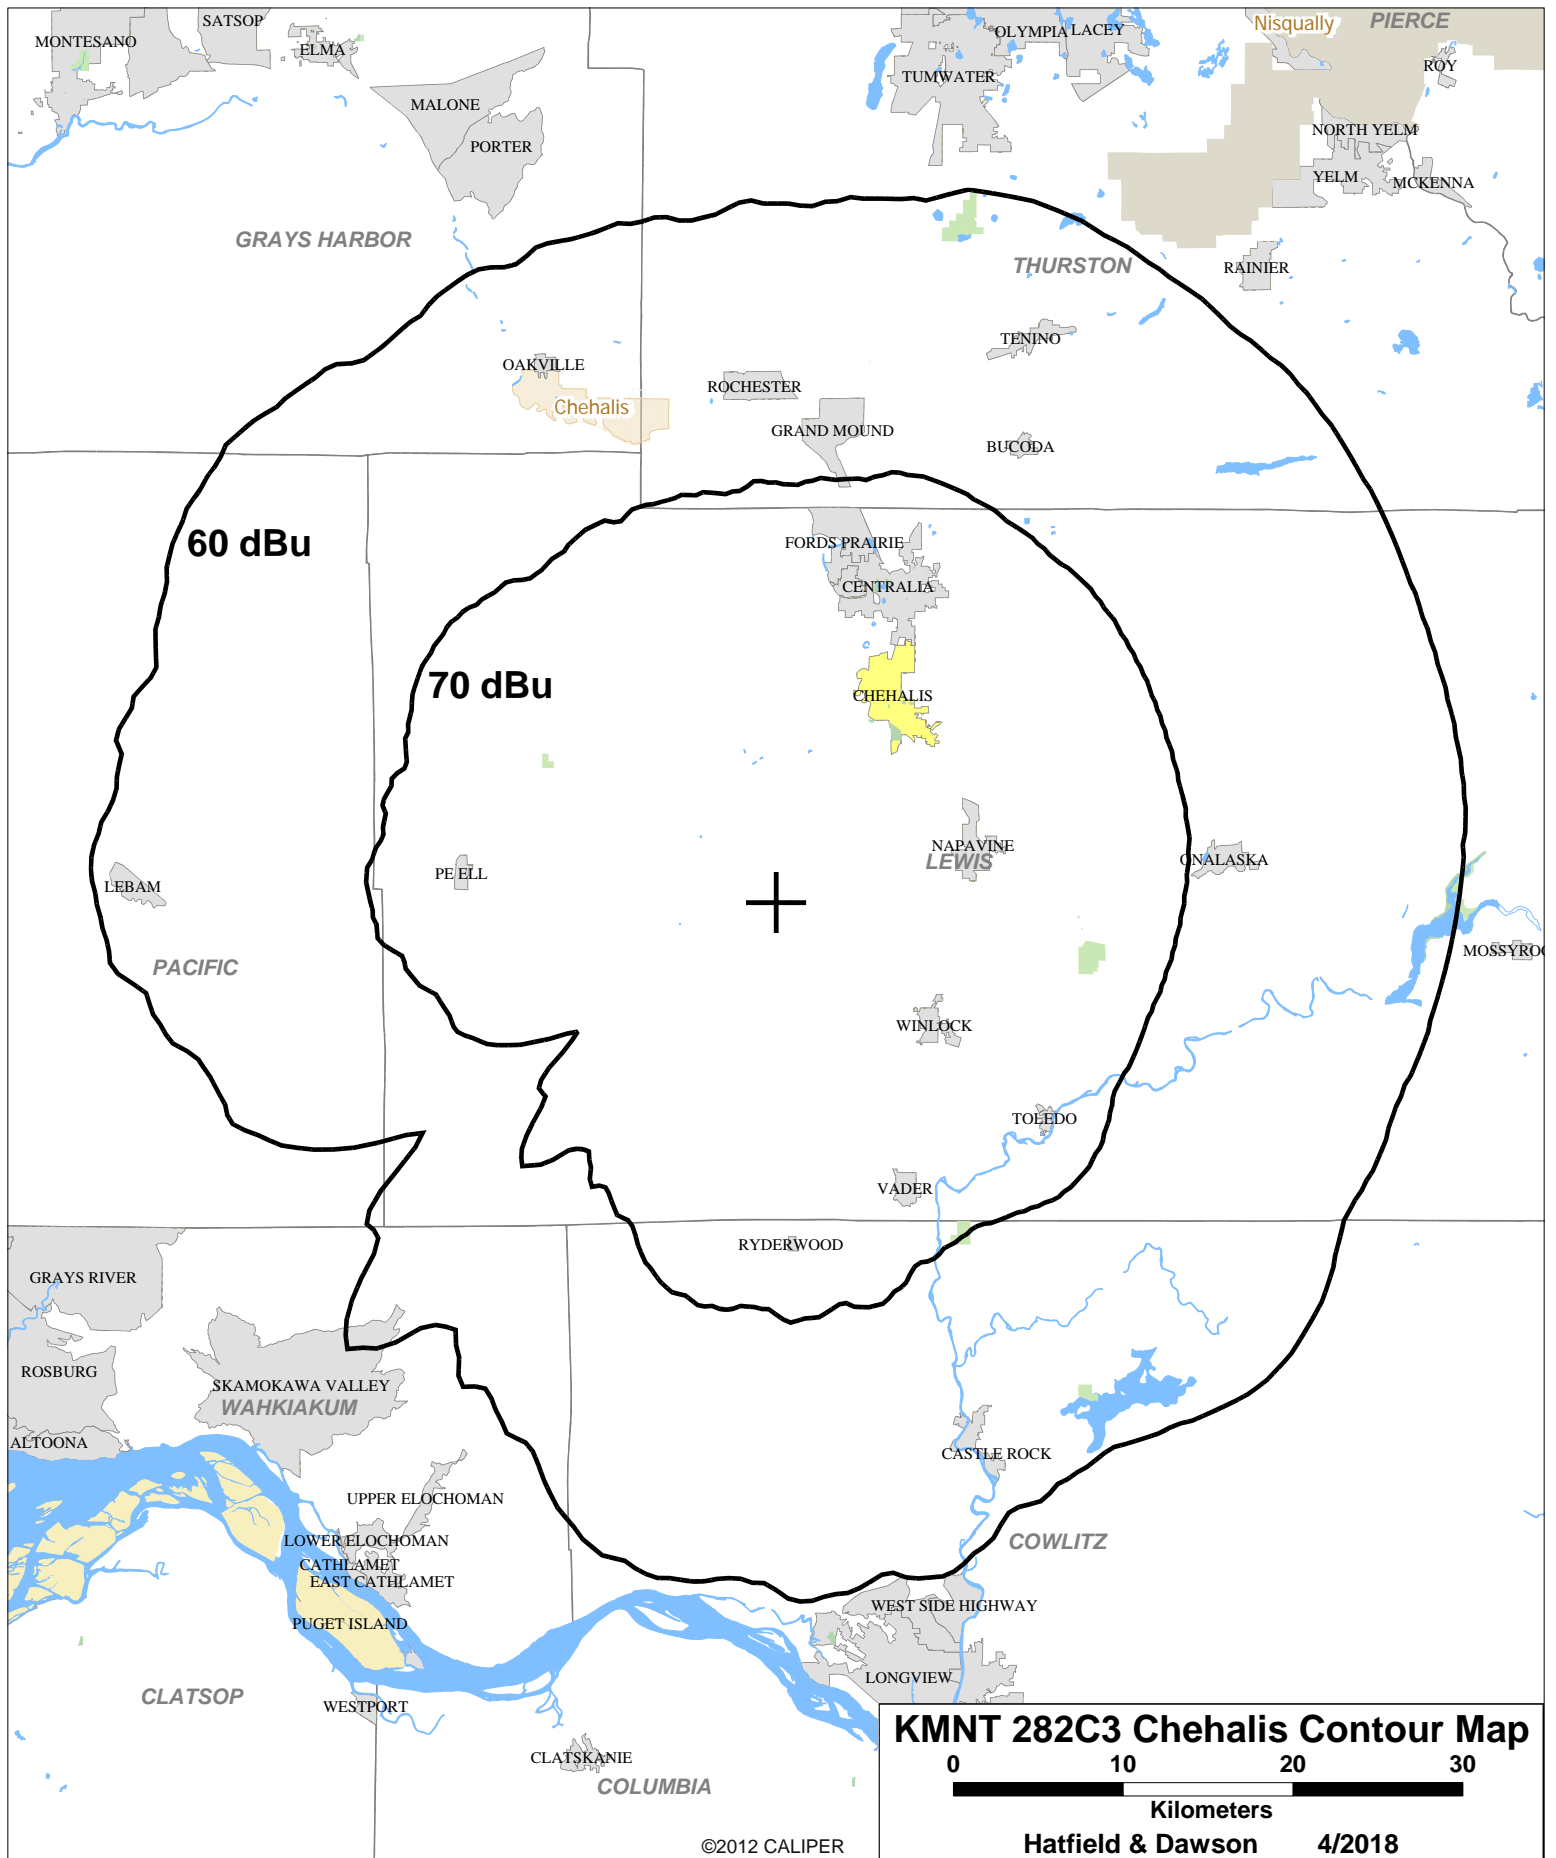 SATSOP
MONTESANO
ELMA
OLYMPIA
LACEY
Nisqually
PIERCE
TUMWATER
ROY
MALONE
NORTH YELM
PORTER
YELM
MCKENNA
GRAYS HARBOR
THURSTON
RAINIER
TENINO
OAKVILLE
ROCHESTER
Chehalis
GRAND MOUND
BUCODA
60 dBu
FORDS PRAIRIE
CENTRALIA
70 dBu
CHEHALIS
NAPAVINE
LEWIS
ONALASKA
PE ELL
LEBAM
MOSSYROC
PACIFIC
WINLOCK
TOLEDO
VADER
RYDERWOOD
GRAYS RIVER
ROSBURG
SKAMOKAWA VALLEY
WAHKIAKUM
ALTOONA
CASTLE ROCK
UPPER ELOCHOMAN
LOWER ELOCHOMAN
COWLITZ
CATHLAMET
EAST CATHLAMET
WEST SIDE HIGHWAY
PUGET ISLAND
LONGVIEW
CLATSOP
WESTPORT
CLATSKANIE
COLUMBIA
KMNT 282C3 Chehalis Contour Map
0 10 20 30
Kilometers
Hatfield & Dawson 4/2018
©2012 CALIPER